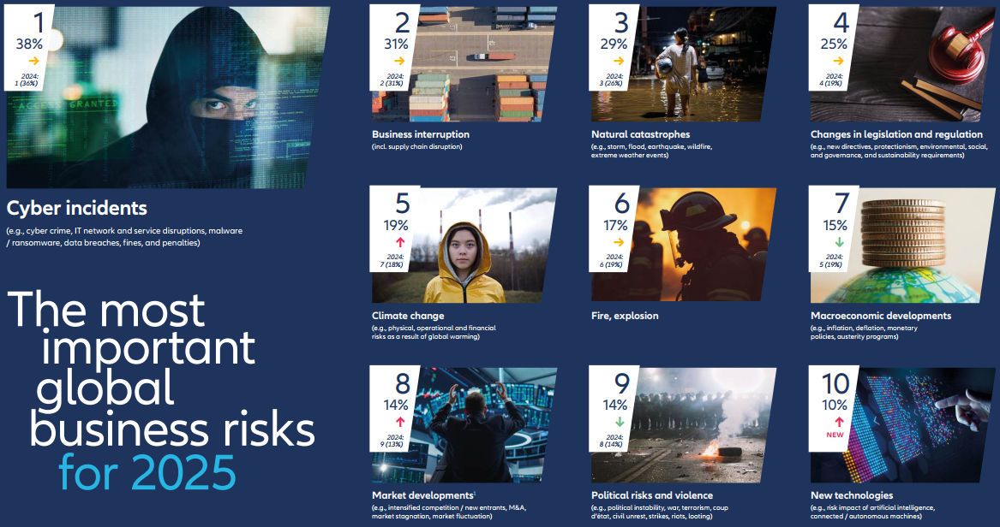 1
38%
→
2024:
1 (36%)
ACCESS GRANTED
Cyber incidents
(e.g., cyber crime, IT network and service disruptions, malware
/ ransomware, data breaches, fines, and penalties)
The most
important
global
business risks
for 2025
2
31%
→
2024:
2 (31%)
Business interruption
(incl. supply chain disruption)
3
29%
→
2024:
3 (26%)
Natural catastrophes
(e.g., storm, flood, earthquake, wildfire,
extreme weather events)
4
25%
→
2024:
4 (19%)
Changes in legislation and regulation
(e.g., new directives, protectionism, environmental, social,
and governance, and sustainability requirements)
5
19%
↑
2024:
7 (18%)
Climate change
(e.g., physical, operational and financial
risks as a result of global warming)
6
17%
→
2024:
6 (19%)
Fire, explosion
7
15%
↓
2024:
5 (19%)
Macroeconomic developments
(e.g., inflation, deflation, monetary
policies, austerity programs)
8
14%
↑
2024:
9 (13%)
Market developments¹
(e.g., intensified competition / new entrants, M&A,
market stagnation, market fluctuation)
9
14%
↓
2024:
8 (14%)
Political risks and violence
(e.g., political instability, war, terrorism, coup
d'état, civil unrest, strikes, riots, looting)
10
10%
↑
NEW
New technologies
(e.g., risk impact of artificial intelligence,
connected / autonomous machines)